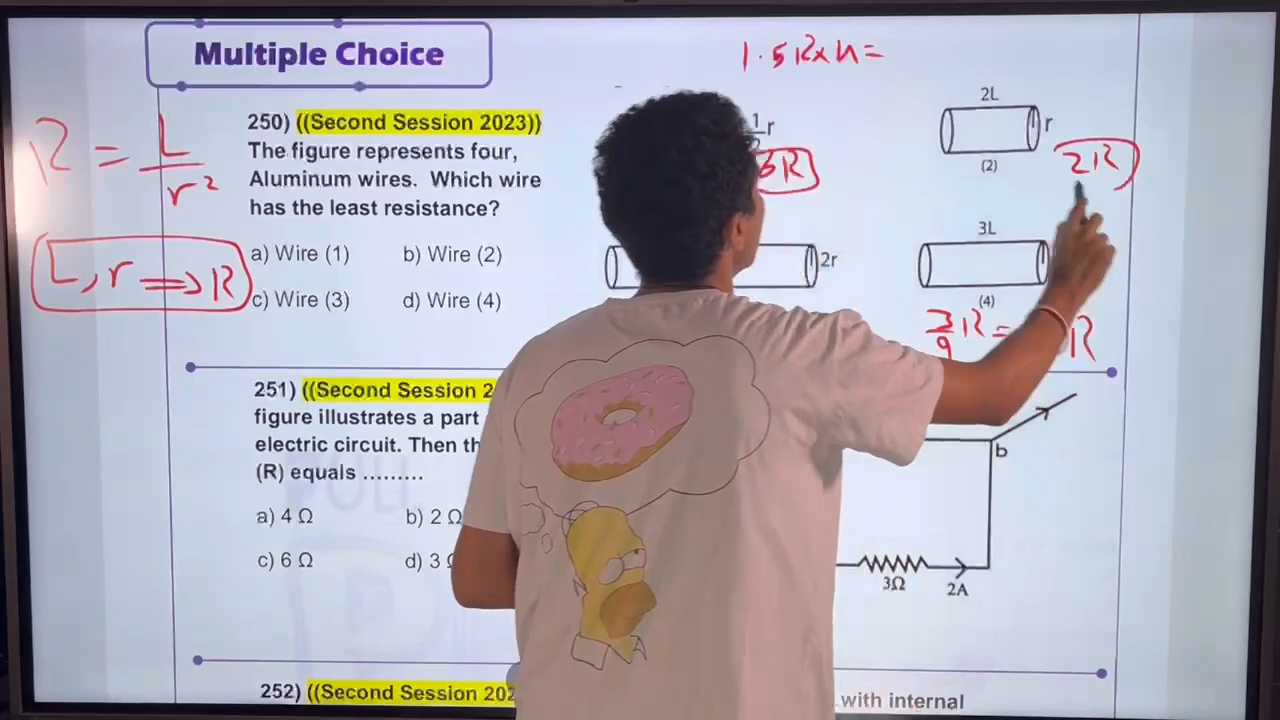 Multiple Choice
1.5R×4=
250) ((Second Session 2023))
The figure represents four,
Aluminum wires. Which wire
has the least resistance?
a) Wire (1) b) Wire (2)
c) Wire (3) d) Wire (4)
R = L / r²
L, r ⟹ R
r
6R
2L
r
(2)
2R
2r
3L
(4)
3/9 R =
R
251) ((Second Session 2
figure illustrates a part
electric circuit. Then th
(R) equals .........
a) 4 Ω b) 2 Ω
c) 6 Ω d) 3
b
3Ω
2A
252) ((Second Session 202
with internal